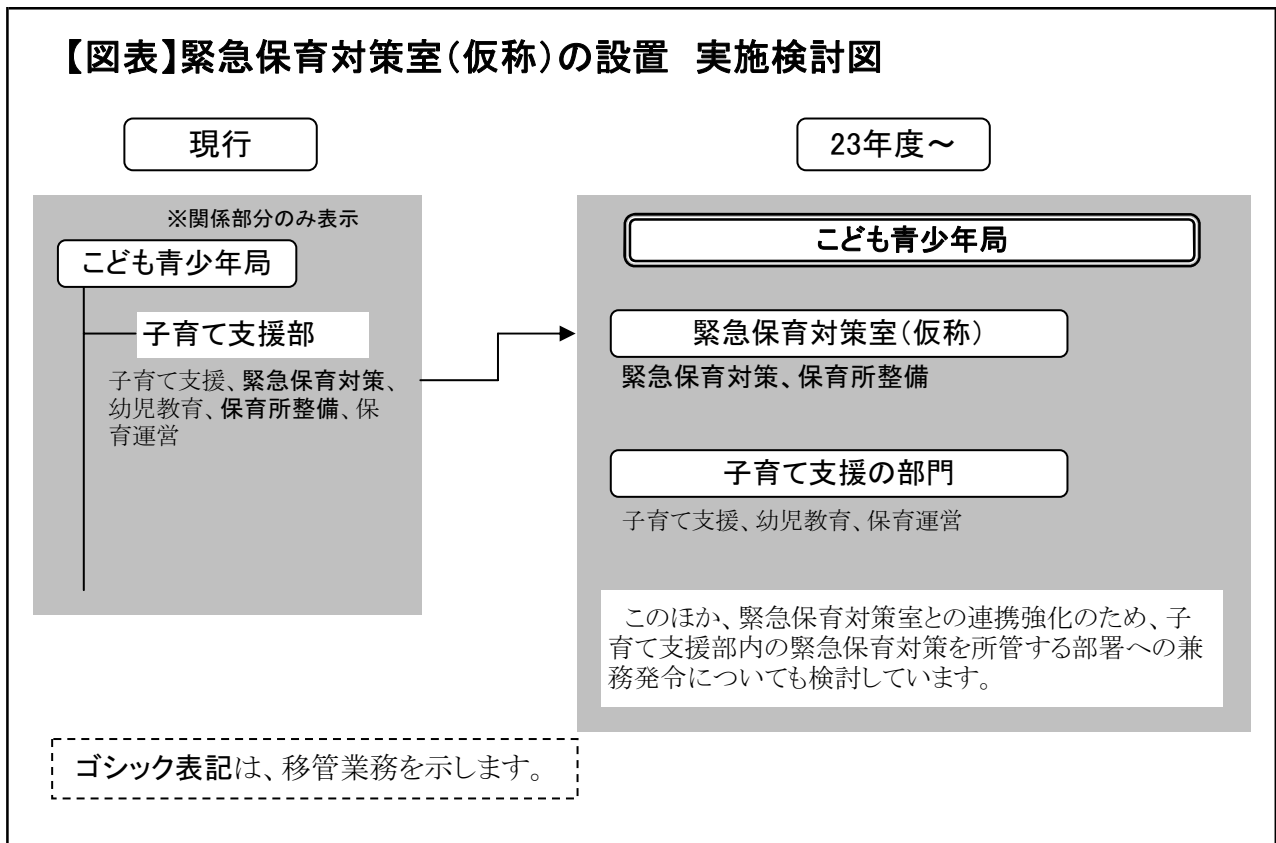 【図表】緊急保育対策室(仮称)の設置　実施検討図
現行
23年度～
※関係部分のみ表示
こども青少年局
子育て支援部
子育て支援、緊急保育対策、
幼児教育、保育所整備、保
育運営
こども青少年局
緊急保育対策室(仮称)
緊急保育対策、保育所整備
子育て支援の部門
子育て支援、幼児教育、保育運営
このほか、緊急保育対策室との連携強化のため、子
育て支援部内の緊急保育対策を所管する部署への兼
務発令についても検討しています。
ゴシック表記は、移管業務を示します。